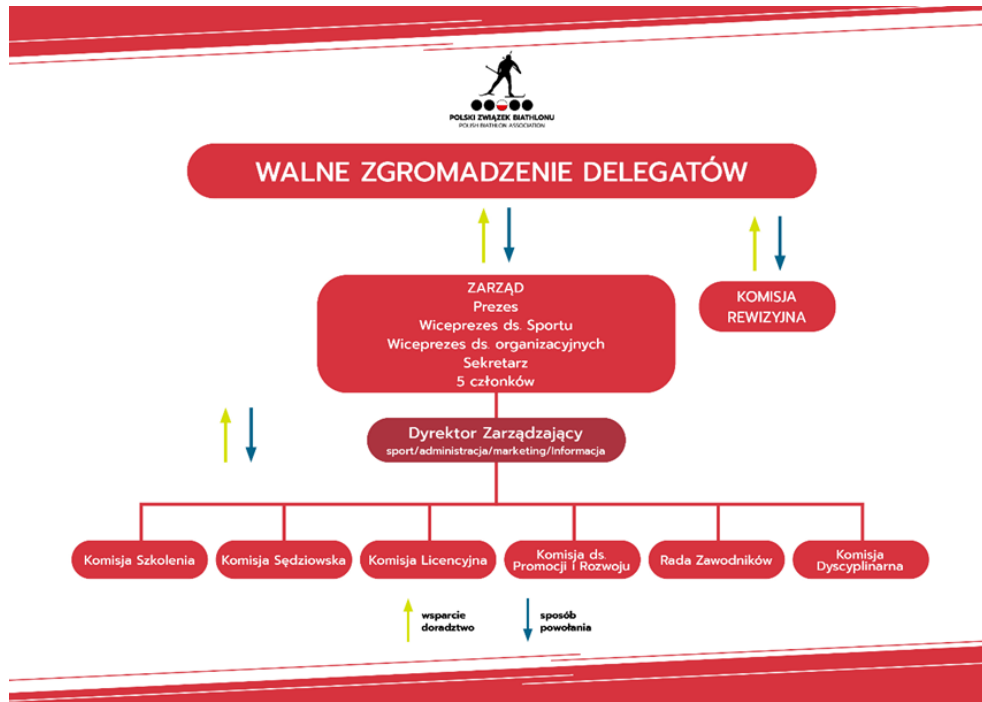 POLSKI ZWIĄZEK BIATHLONU
POLISH BIATHLON ASSOCIATION
WALNE ZGROMADZENIE DELEGATÓW
ZARZĄD
Prezes
Wiceprezes ds. Sportu
Wiceprezes ds. organizacyjnych
Sekretarz
5 członków
KOMISJA
REWIZYJNA
Dyrektor Zarządzający
sport/administracja/marketing/Informacja
Komisja Szkolenia
Komisja Sędziowska
Komisja Licencyjna
Komisja ds.
Promocji i Rozwoju
Rada Zawodników
Komisja
Dyscyplinarna
wsparcie
doradztwo
sposób
powołania